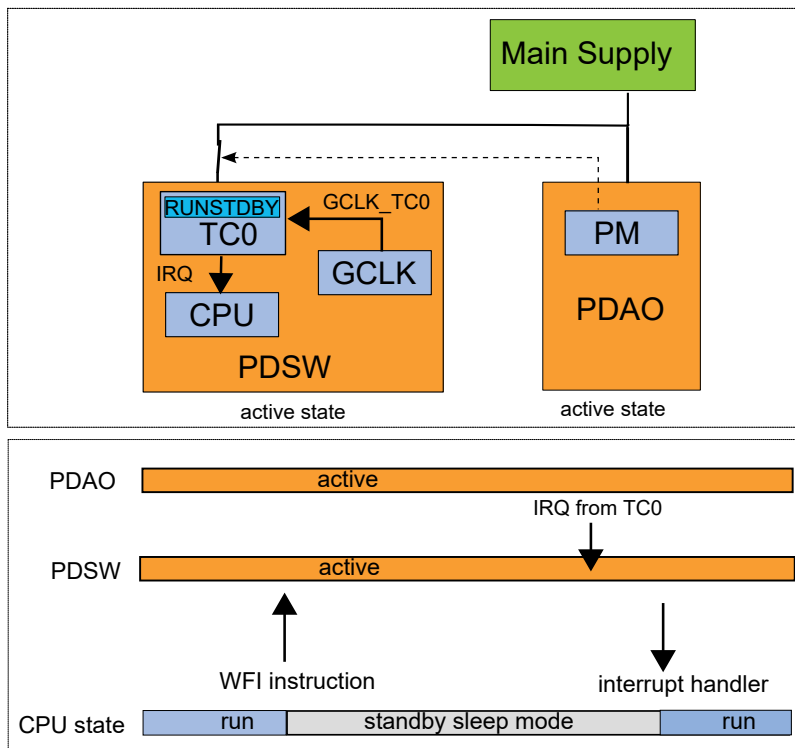 Main Supply
RUNSTDBY
GCLK_TC0
TC0
PM
IRQ
GCLK
CPU
PDAO
PDSW
active state
active state
PDAO
active
IRQ from TC0
PDSW
active
WFI instruction
interrupt handler
CPU state
run
standby sleep mode
run